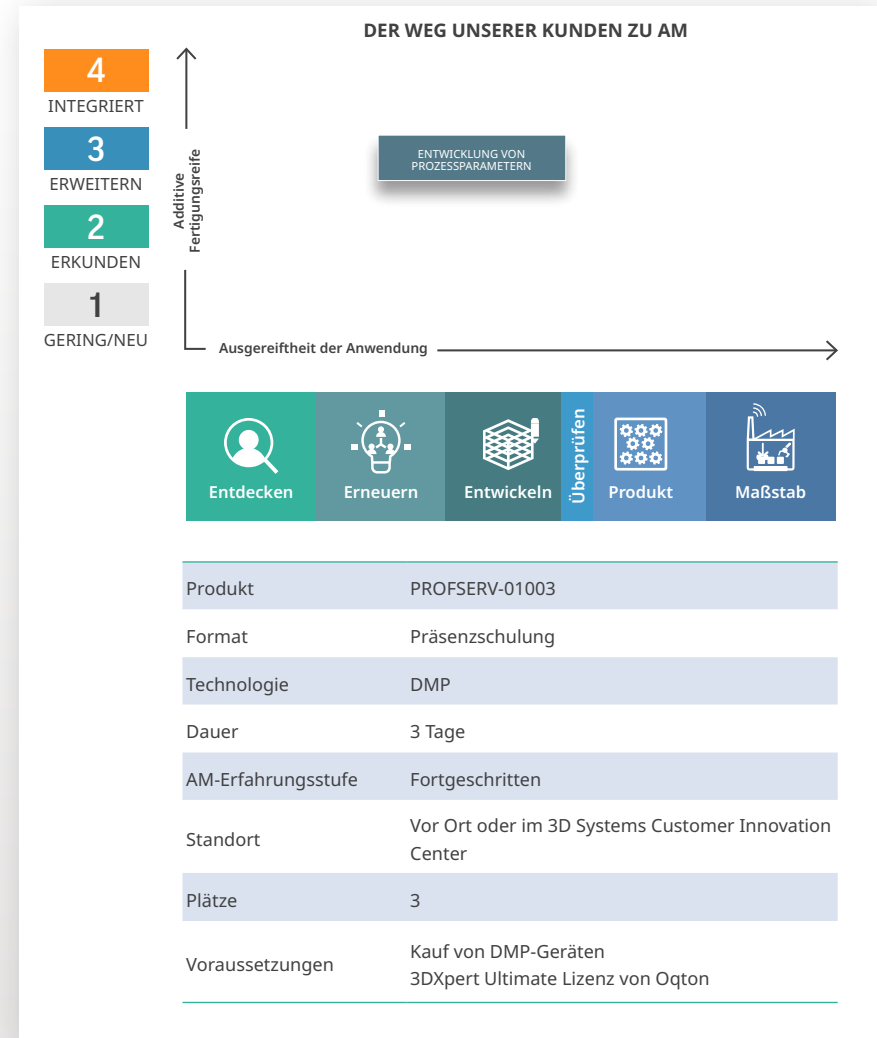 DER WEG UNSERER KUNDEN ZU AM
4
INTEGRIERT
3
ERWEITERN
2
ERKUNDEN
1
GERING/NEU
Additive
Fertigungsreife
ENTWICKLUNG VON
PROZESSPARAMETERN
Ausgereiftheit der Anwendung
Entdecken
Erneuern
Entwickeln
Überprüfen
Produkt
Maßstab
Produkt PROFSERV-01003
Format Präsenzschulung
Technologie DMP
Dauer 3 Tage
AM-Erfahrungsstufe Fortgeschritten
Standort Vor Ort oder im 3D Systems Customer Innovation
Center
Plätze 3
Voraussetzungen Kauf von DMP-Geräten
3DXpert Ultimate Lizenz von Oqton